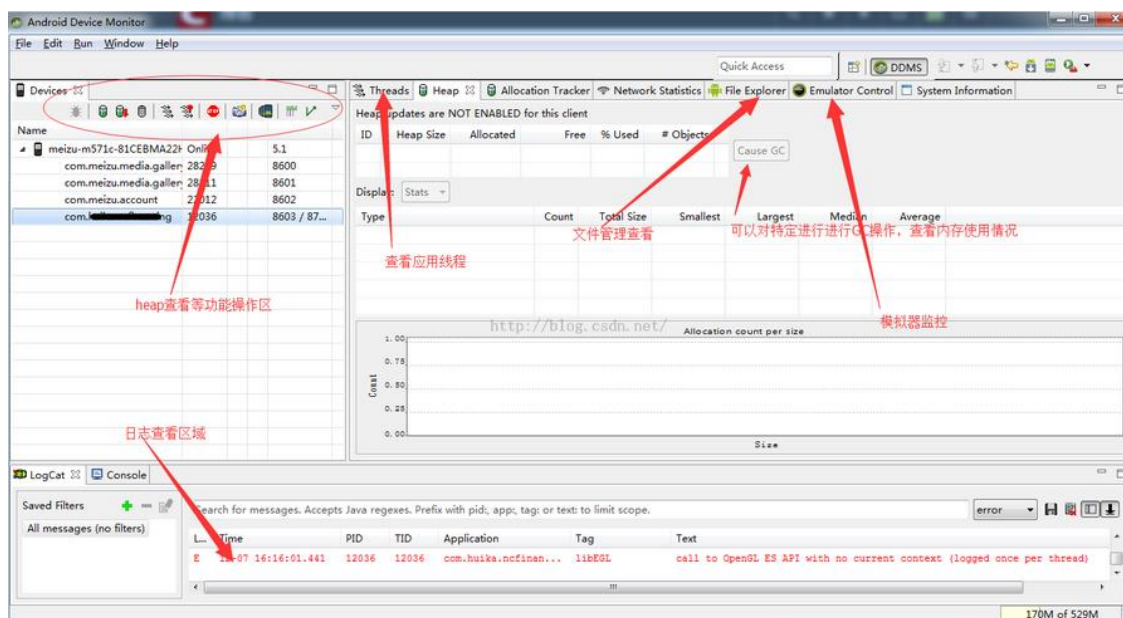 Android Device Monitor
File Edit Run Window Help
Quick Access
DDMS
Devices
Threads Heap Allocation Tracker Network Statistics File Explorer Emulator Control System Information
Heap updates are NOT ENABLED for this client
ID Heap Size Allocated Free % Used # Objects
Cause GC
Display: Stats
Type Count Total Size Smallest Largest Median Average
Name
meizu-m571c-81CEBMA22 5.1
com.meizu.media.galler 8600
com.meizu.media.galler 8601
com.meizu.account 8602
12036 8603 / 87...
文件管理查看
可以对特定进行进行GC操作，查看内存使用情况
查看应用线程
heap查看等功能操作区
模拟器监控
http://blog.csdn.net/
Allocation count per size
1.00
0.75
0.50
0.25
0.00
Count
Size
日志查看区域
LogCat Console
Saved Filters
All messages (no filters)
Search for messages. Accepts Java regexes. Prefix with pid:, app:, tag: or text: to limit scope.
error
L... Time PID TID Application Tag Text
E 16:16:01.441 12036 12036 com.huika.ncfinan... libEGL call to OpenGL ES API with no current context (logged once per thread)
170M of 529M